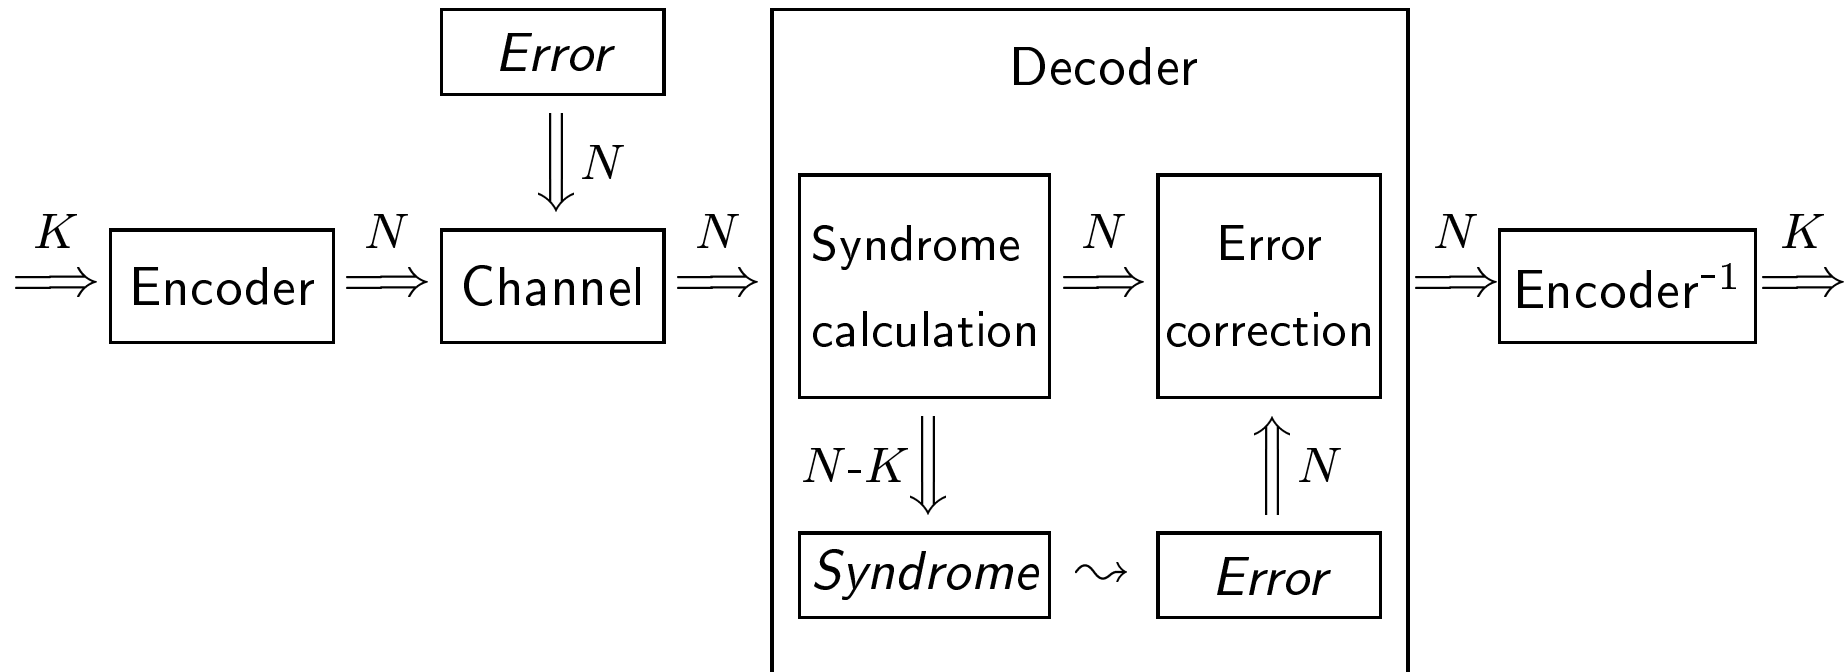 Error
Decoder
N
K
Encoder
N
Channel
N
Syndrome
calculation
N
Error
correction
N
Encoder⁻¹
K
N-K
N
Syndrome
Error